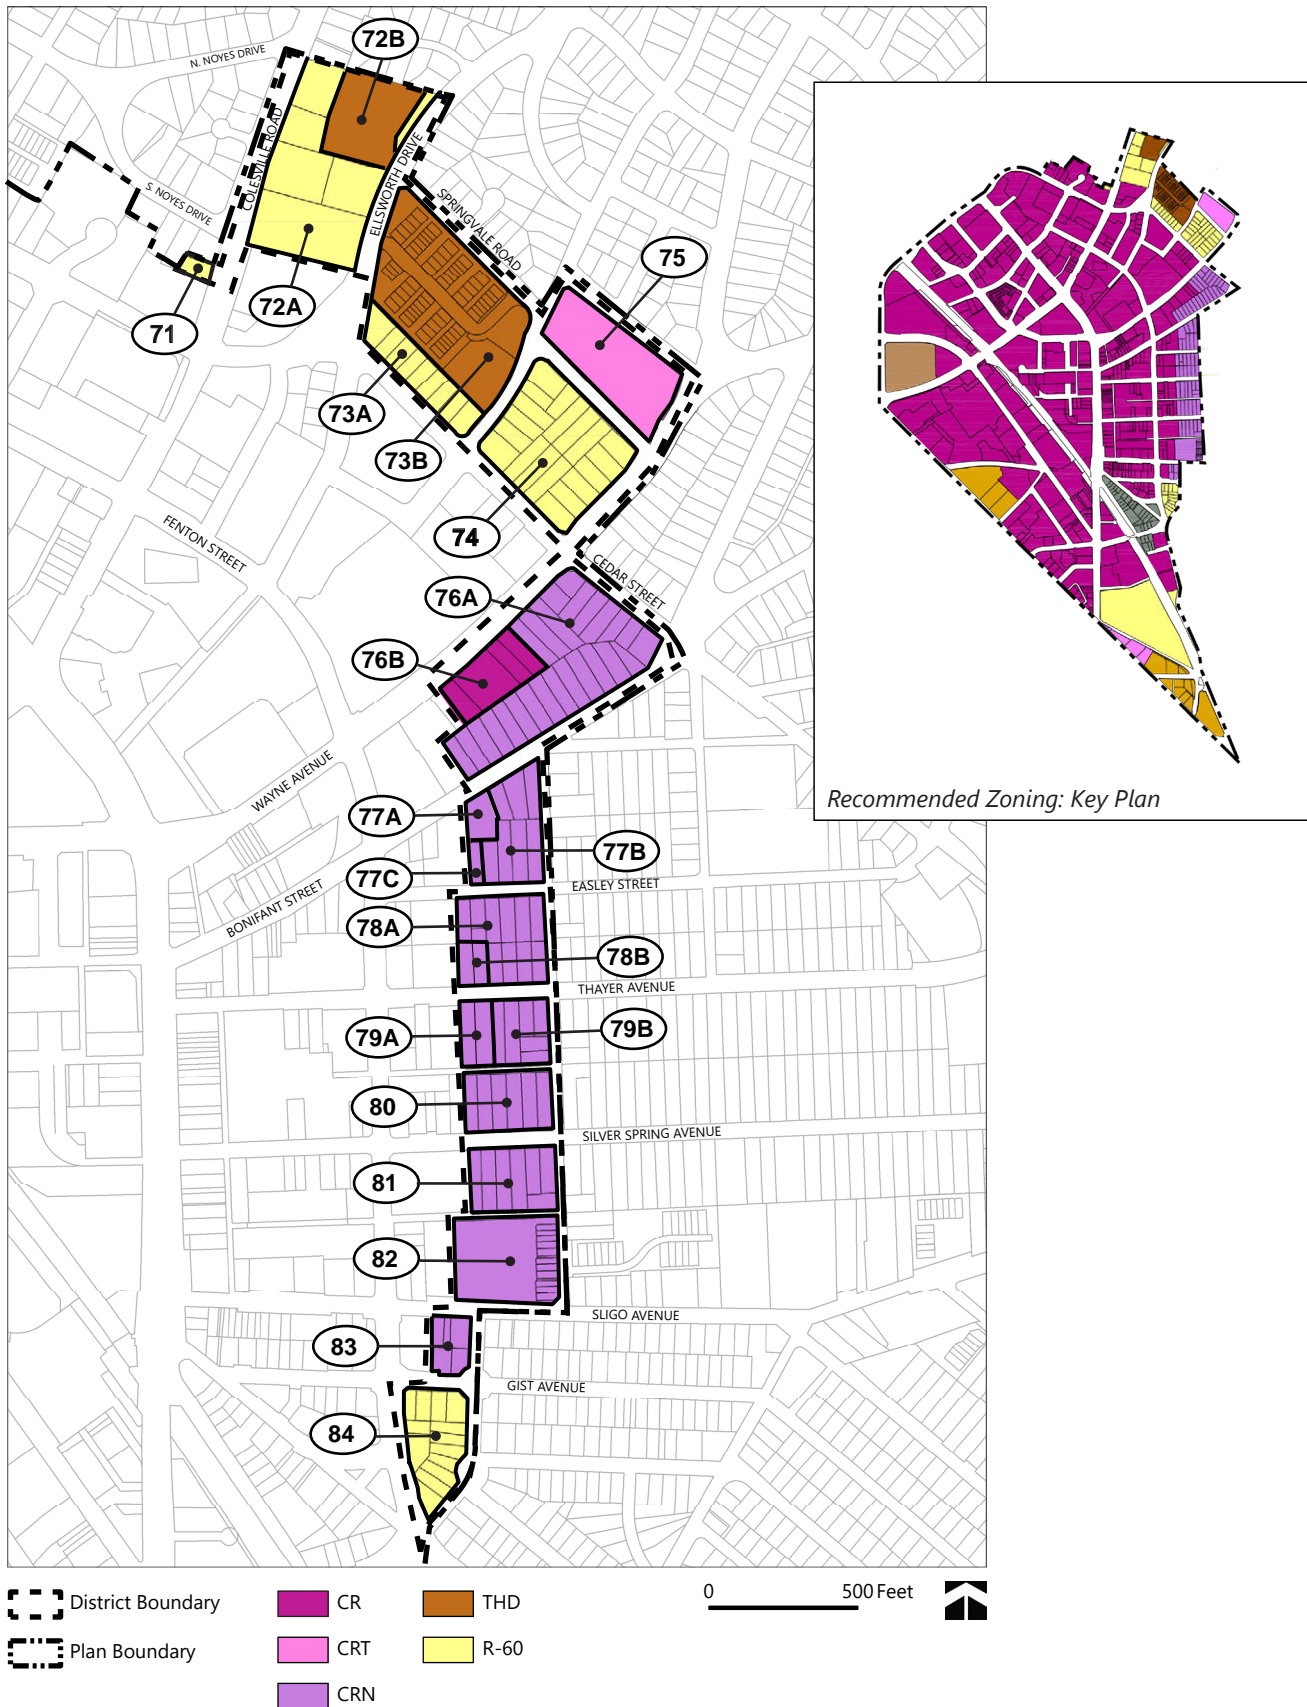 72B
N. NOYES DRIVE
COLESVILLE ROAD
ELLSWORTH DRIVE
S. NOYES DRIVE
SPRINGVALE ROAD
75
71
72A
73A
73B
74
FENTON STREET
CEDAR STREET
76A
76B
WAYNE AVENUE
77A
77B
77C
EASLEY STREET
BONIFANT STREET
78A
78B
THAYER AVENUE
79A
79B
80
SILVER SPRING AVENUE
81
82
SLIGO AVENUE
83
GIST AVENUE
84
Recommended Zoning: Key Plan
District Boundary
Plan Boundary
CR
CRT
CRN
THD
R-60
0
500 Feet